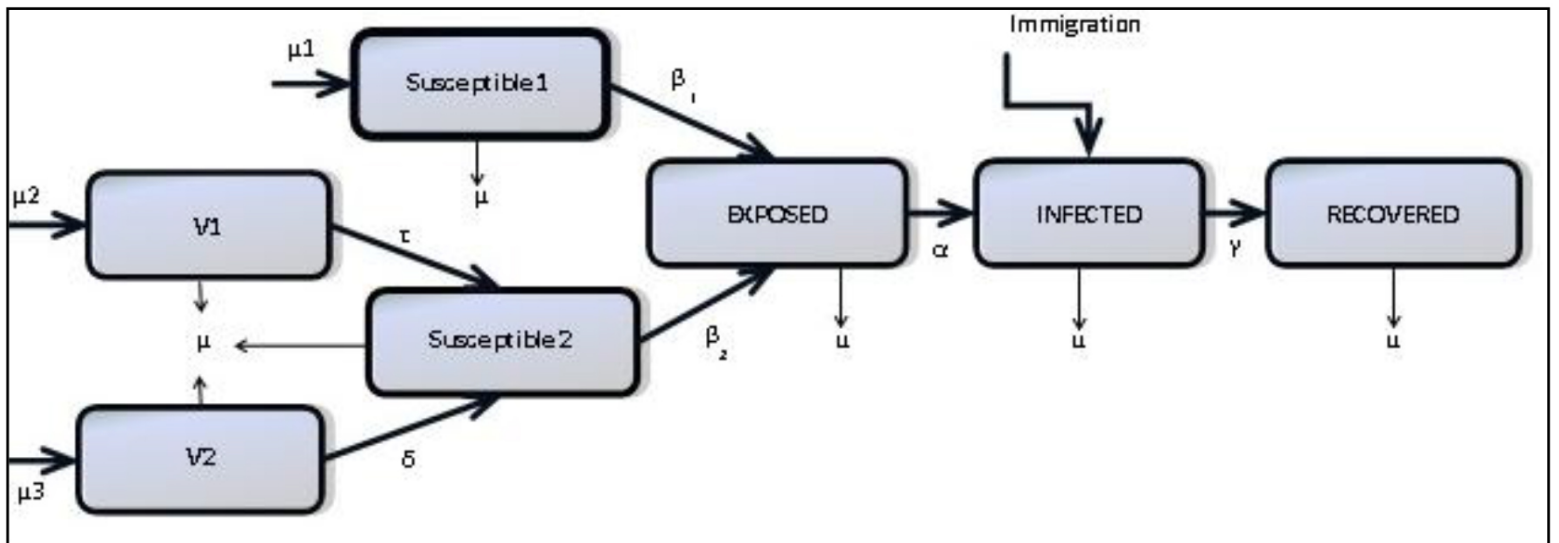 Immigration
μ1
Susceptible1
β1
μ
μ2
V1
τ
EXPOSED
α
INFECTED
γ
RECOVERED
μ
Susceptible2
β2
μ
μ
μ
V2
δ
μ3